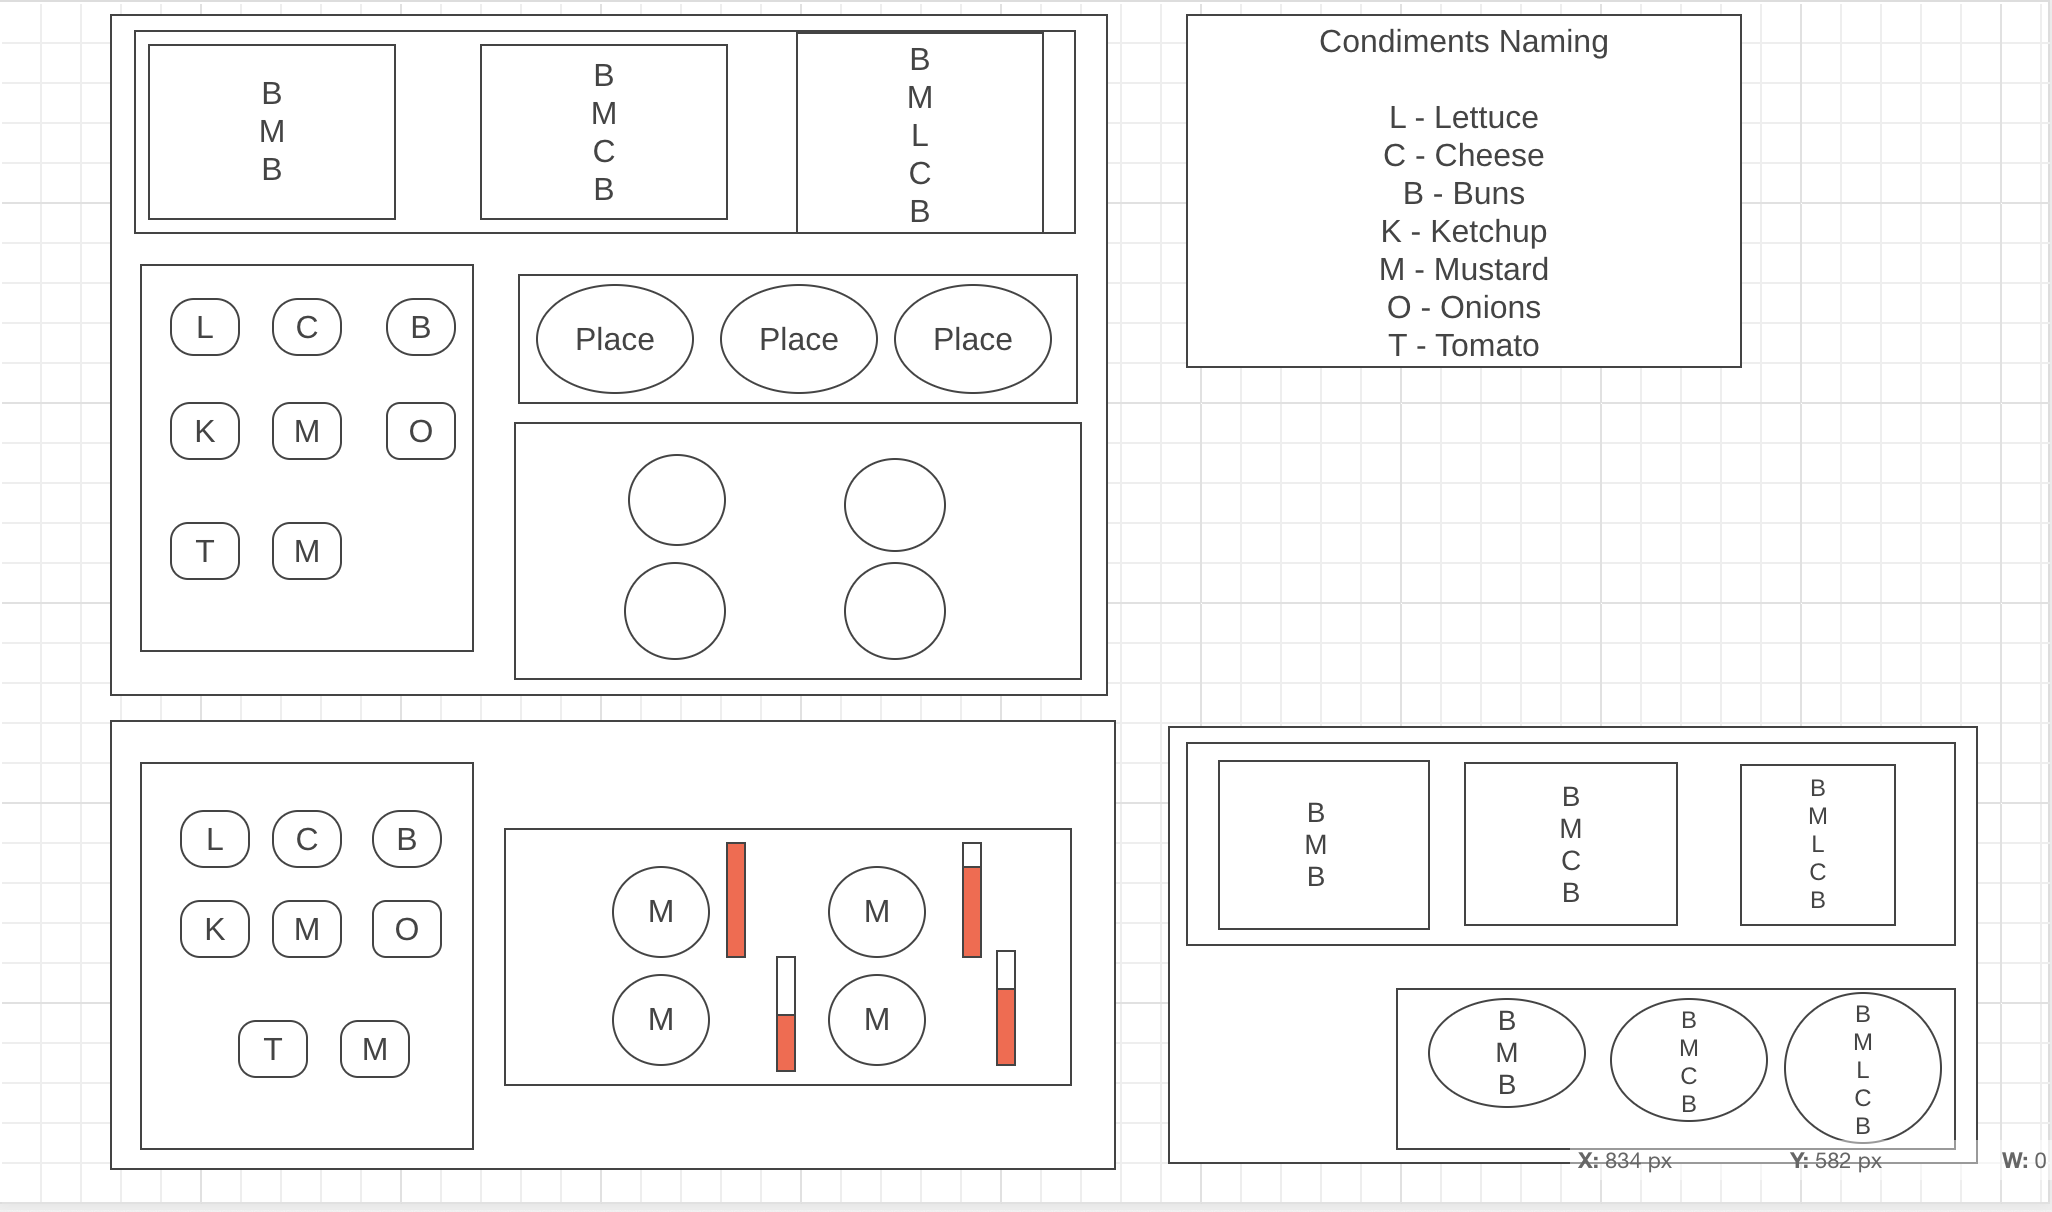 B
M
B
B
M
C
B
B
M
L
C
B
L C B
K M O
T M
Place Place Place
Condiments Naming
L - Lettuce
C - Cheese
B - Buns
K - Ketchup
M - Mustard
O - Onions
T - Tomato
L C B
K M O
T M
M M
M M
B
M
B
B
M
C
B
B
M
L
C
B
B
M
B
B
M
C
B
B
M
L
C
B
X: 834 px Y: 582 px W: 0